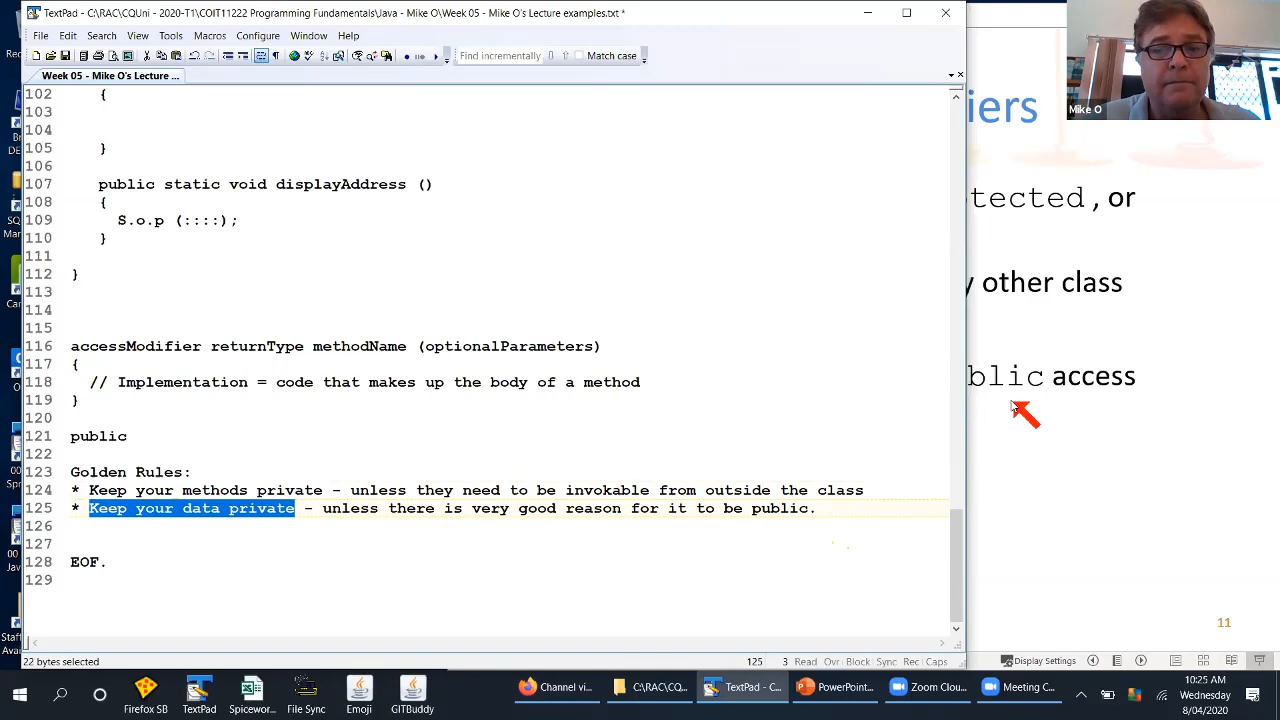 TextPad - C:\RAC\CQUni - 2020-T1\COIT11222 Programming Fundamentals\Java - Mike O\Week 05 - Mike O's Lecture examples.txt *
File Edit Search View Tools Macros Configure Window Help
Find incrementally Match case
Week 05 - Mike O's Lecture ...
102 {
103
104
105 }
106
107 public static void displayAddress ()
108 {
109 S.o.p (::::);
110 }
111
112 }
113
114
115
116 accessModifier returnType methodName (optionalParameters)
117 {
118 // Implementation = code that makes up the body of a method
119 }
120
121 public
122
123 Golden Rules:
124 * Keep your methods private - unless they need to be invokable from outside the class
125 * Keep your data private - unless there is very good reason for it to be public.
126
127
128 EOF.
129
22 bytes selected 125 3 Read Ovr Block Sync Rec Caps
Mike O
iers
tected, or
y other class
blic access
11
Display Settings
Firefox SB TextPad Spicewor... File Sync Emoji GITBuddy
Channel vi... C:\RAC\CQ... TextPad - C... PowerPoint... Zoom Clou... Meeting C...
10:25 AM
Wednesday
8/04/2020